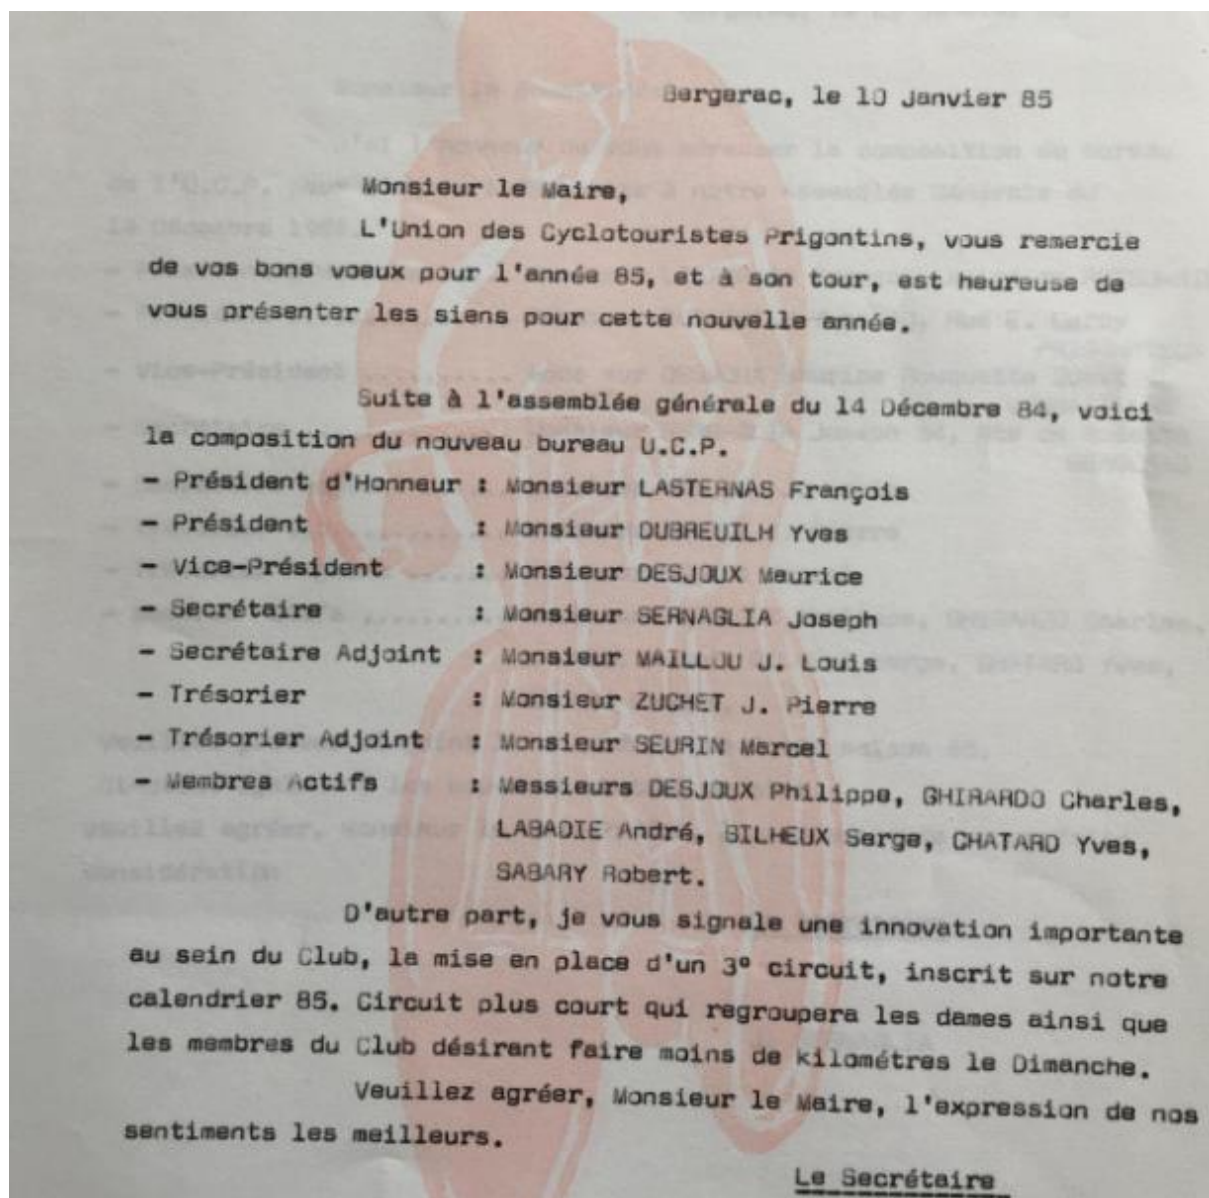 Bergerac, le 10 Janvier 85
Monsieur le Maire,
L'Union des Cyclotouristes Prigontins, vous remercie
de vos bons voeux pour l'année 85, et à son tour, est heureuse de
vous présenter les siens pour cette nouvelle année.
Suite à l'assemblée générale du 14 Décembre 84, voici
la composition du nouveau bureau U.C.P.
- Président d'Honneur : Monsieur LASTERNAS François
- Président : Monsieur DUBREUILH Yves
- Vice-Président : Monsieur DESJOUX Maurice
- Secrétaire : Monsieur SERNAGLIA Joseph
- Secrétaire Adjoint : Monsieur MAILLOU J. Louis
- Trésorier : Monsieur ZUCHET J. Pierre
- Trésorier Adjoint : Monsieur SEURIN Marcel
- Membres Actifs : Messieurs DESJOUX Philippe, GHIRARDO Charles,
LABADIE André, BILHEUX Serge, CHATARD Yves,
SABARY Robert.
D'autre part, je vous signale une innovation importante
au sein du Club, la mise en place d'un 3° circuit, inscrit sur notre
calendrier 85. Circuit plus court qui regroupera les dames ainsi que
les membres du Club désirant faire moins de kilométres le Dimanche.
Veuillez agréer, Monsieur le Maire, l'expression de nos
sentiments les meilleurs.
Le Secrétaire